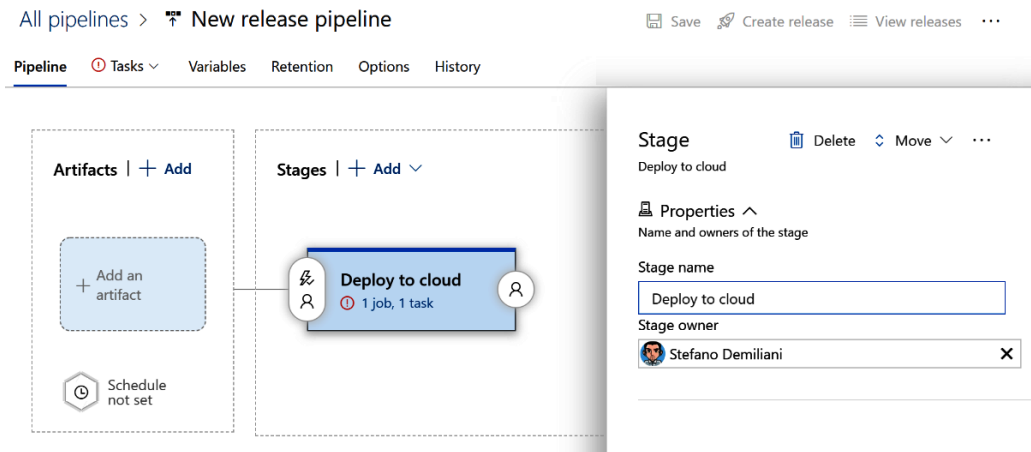 All pipelines > New release pipeline
Save Create release View releases ...
Pipeline Tasks Variables Retention Options History
Artifacts | + Add
Stages | + Add
+ Add an
artifact
Schedule
not set
Deploy to cloud
1 job, 1 task
Stage
Delete Move ...
Deploy to cloud
Properties
Name and owners of the stage
Stage name
Deploy to cloud
Stage owner
Stefano Demiliani